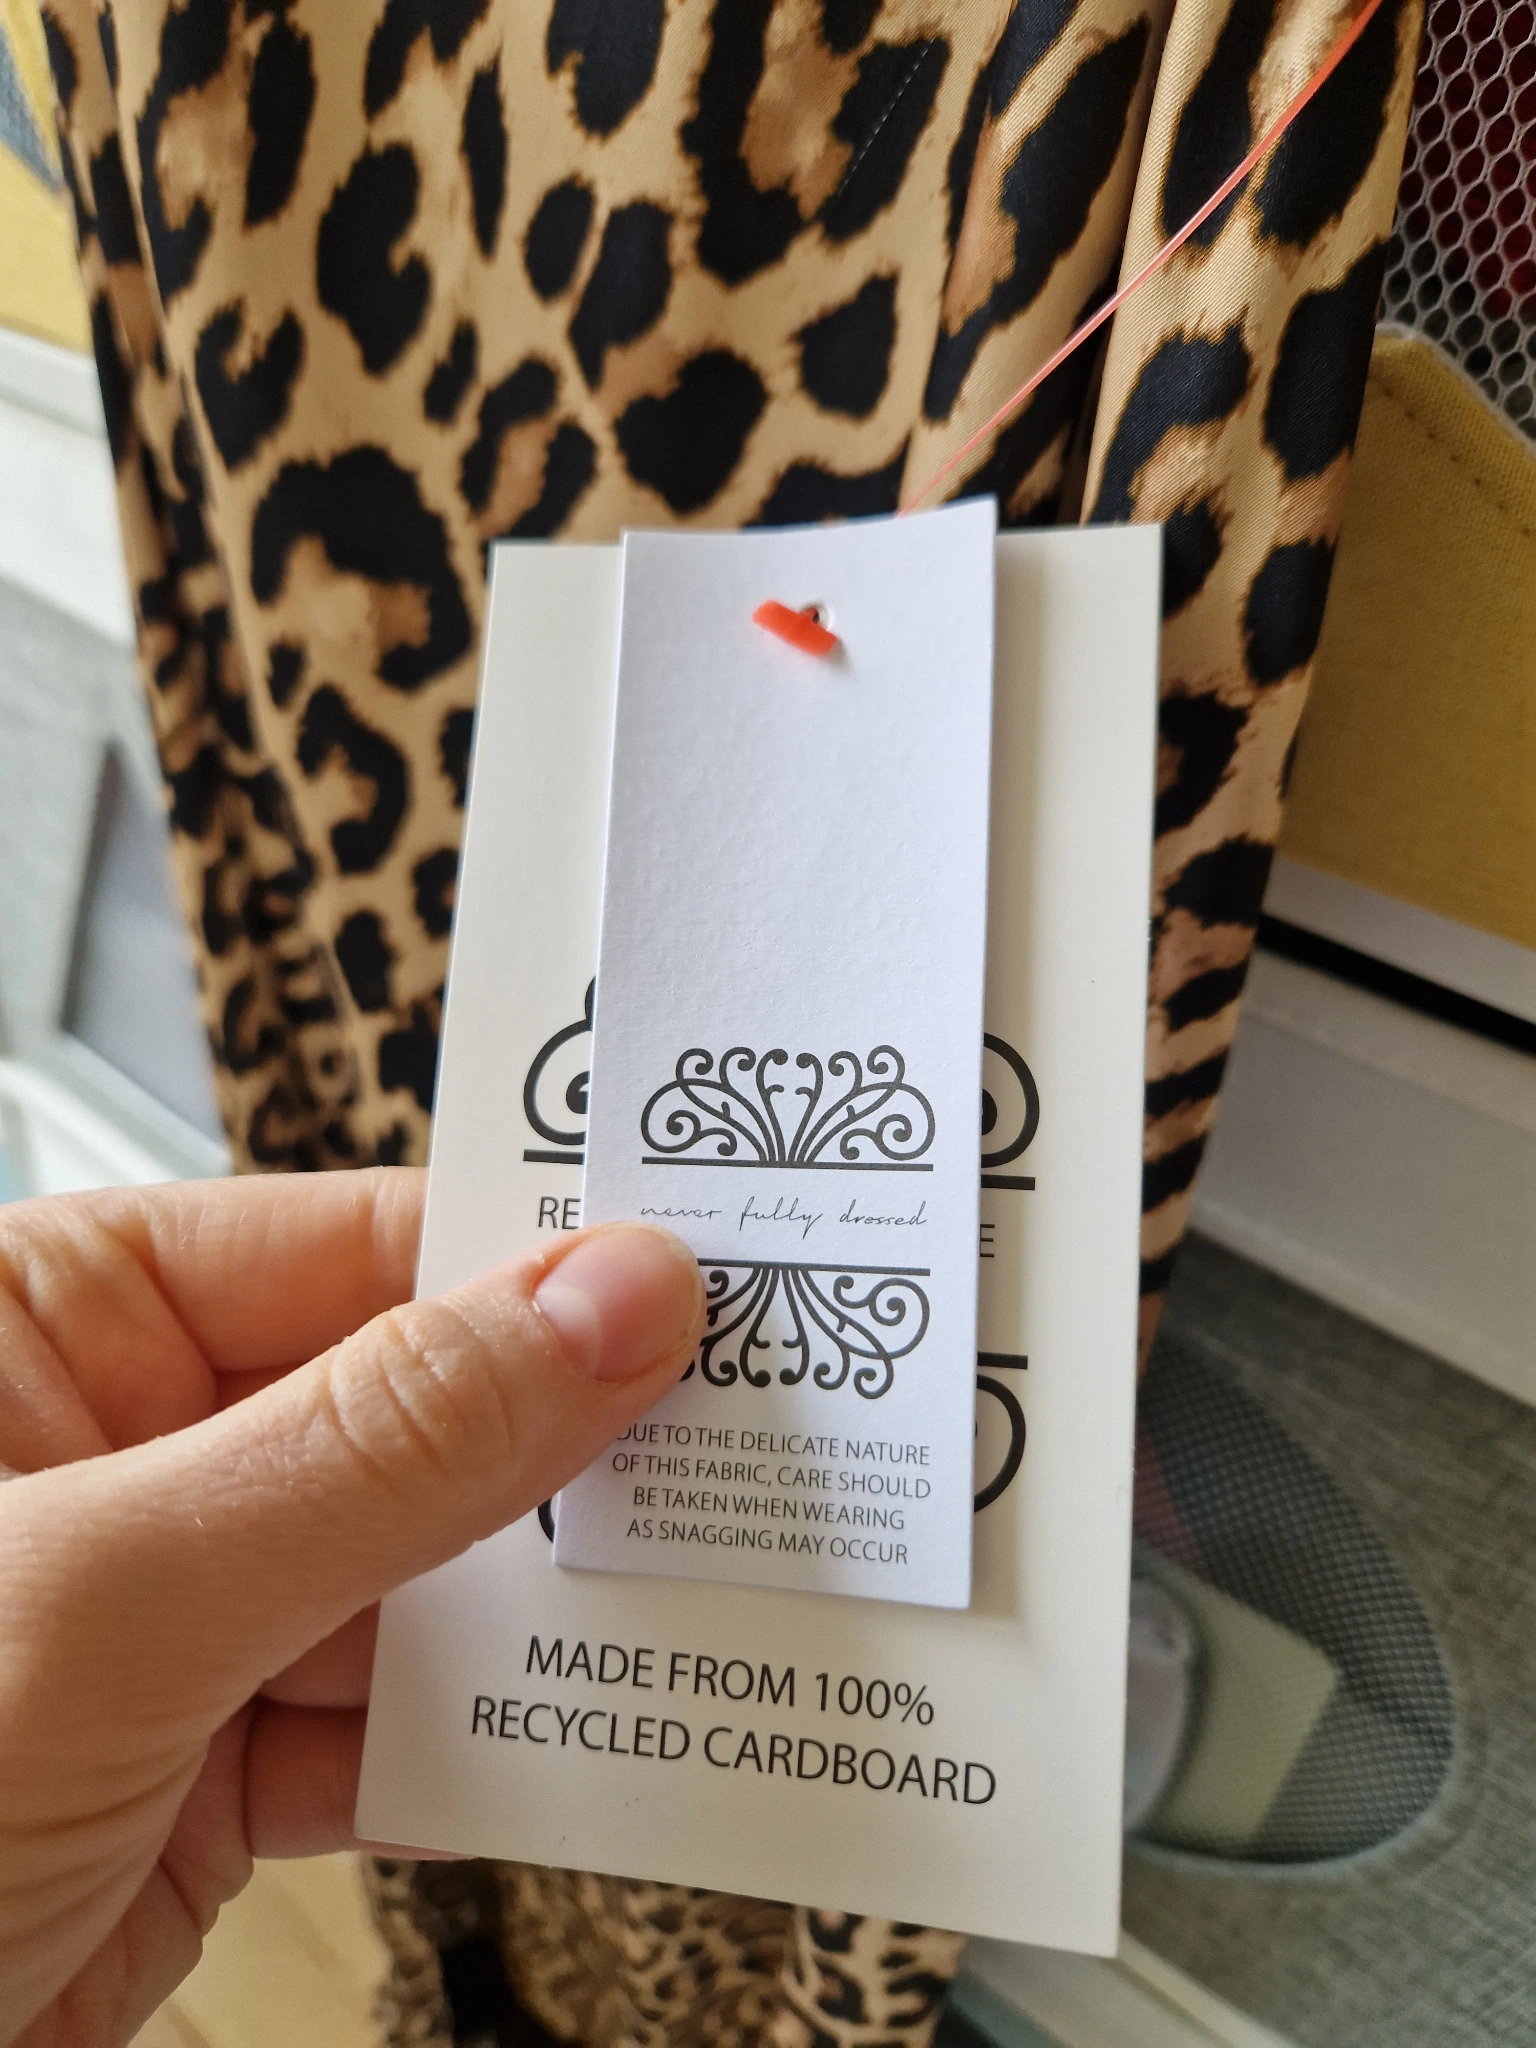 never fully dressed
DUE TO THE DELICATE NATURE
OF THIS FABRIC, CARE SHOULD
BE TAKEN WHEN WEARING
AS SNAGGING MAY OCCUR
MADE FROM 100%
RECYCLED CARDBOARD